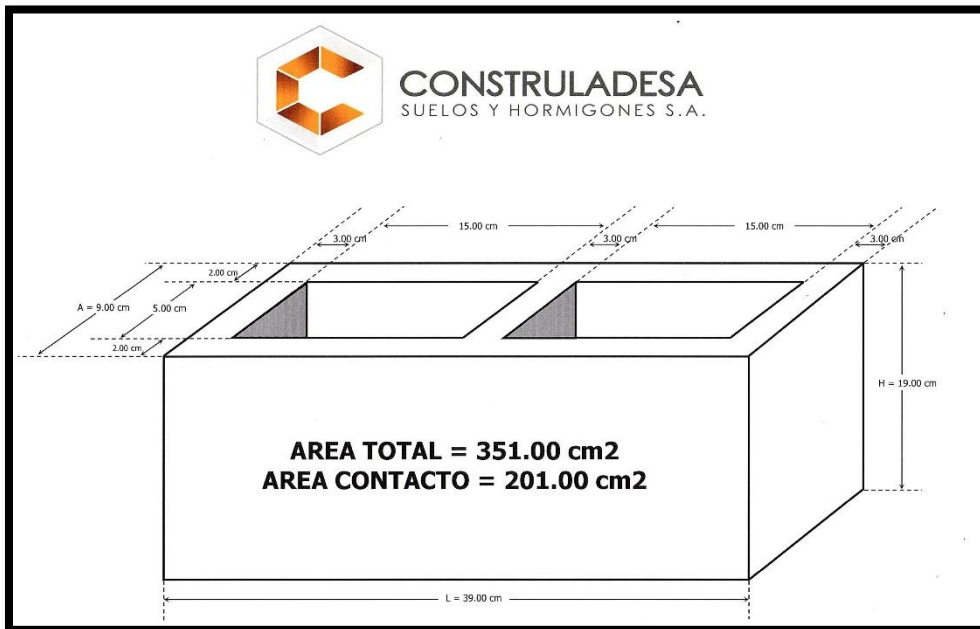 CONSTRULADESA
SUELOS Y HORMIGONES S.A.
15.00 cm
15.00 cm
3.00 cm
3.00 cm
3.00 cm
2.00 cm
A = 9.00 cm
5.00 cm
2.00 cm
H = 19.00 cm
AREA TOTAL = 351.00 cm2
AREA CONTACTO = 201.00 cm2
L = 39.00 cm